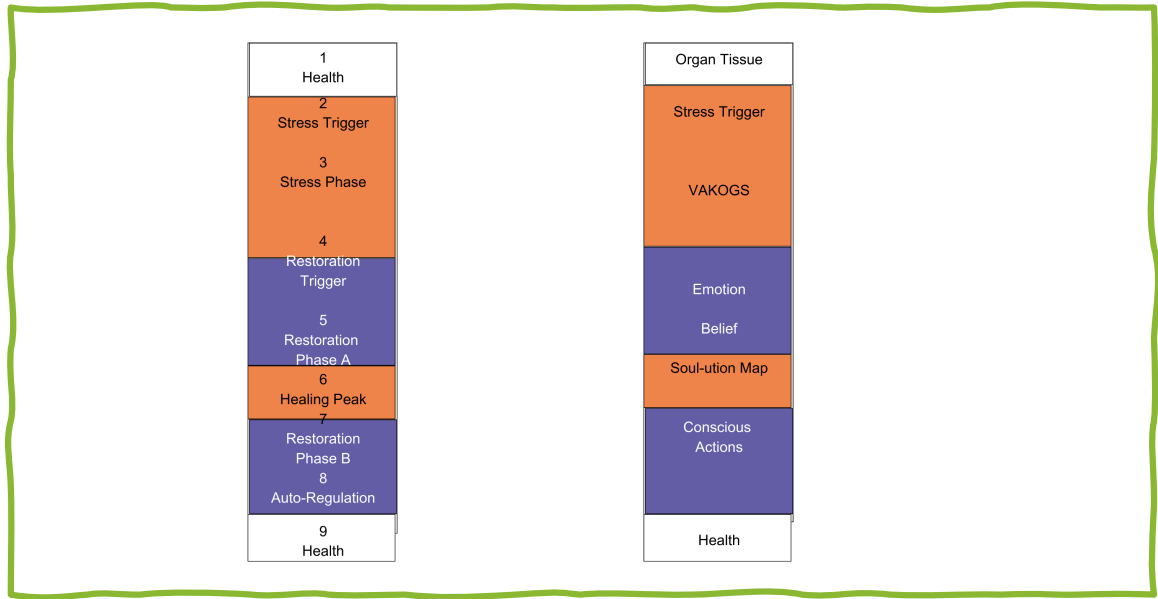 1
Health
2
Stress Trigger
3
Stress Phase
4
Restoration
Trigger
5
Restoration
Phase A
6
Healing Peak
7
Restoration
Phase B
8
Auto-Regulation
9
Health
Organ Tissue
Stress Trigger
VAKOGS
Emotion
Belief
Soul-ution Map
Conscious
Actions
Health